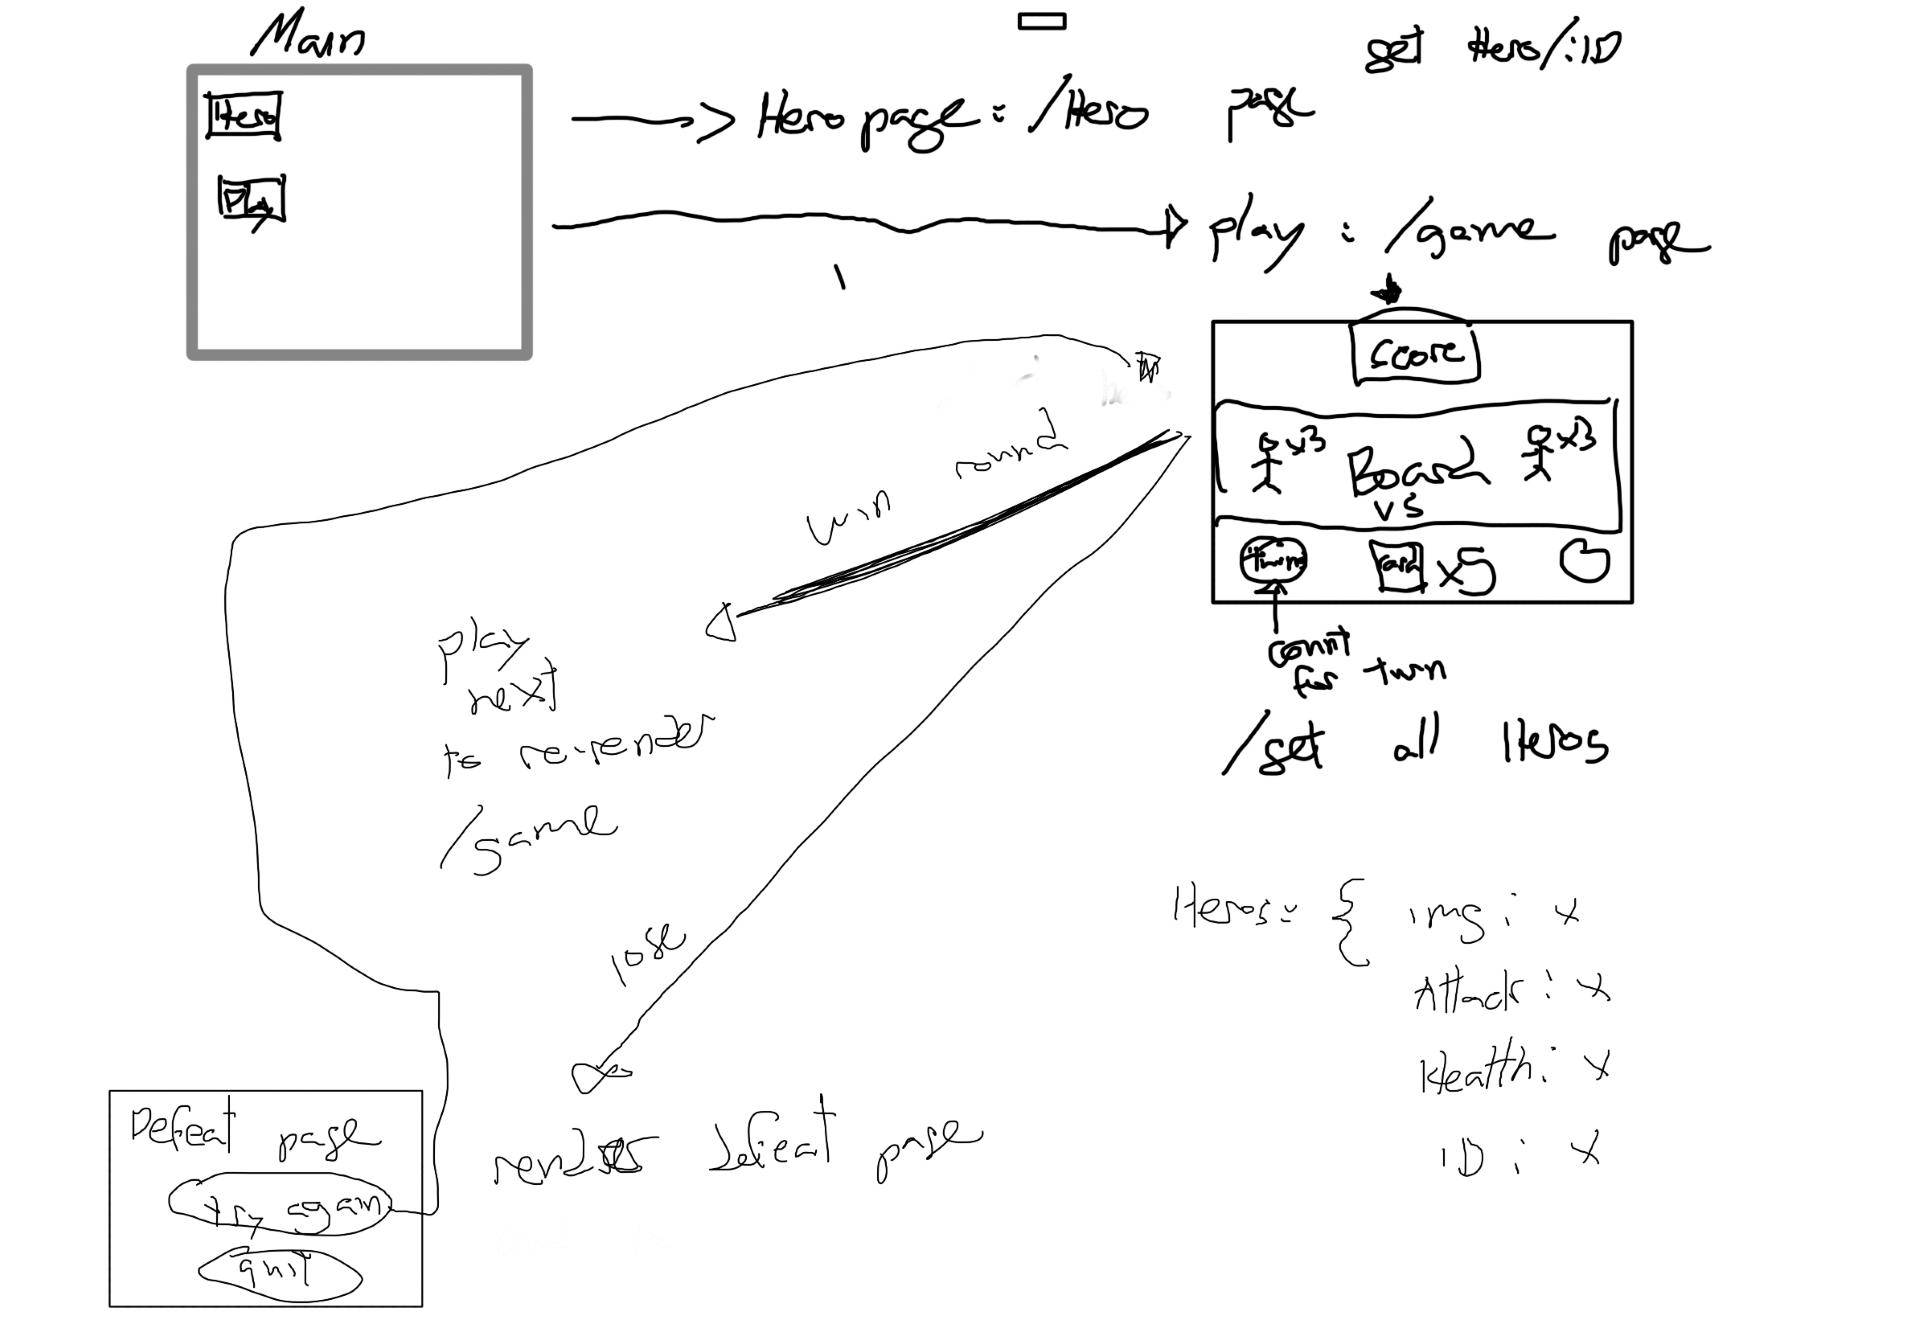 Main
get Hero/:ID
Hero
Hero page: /Hero page
Play
play : /game page
score
x3 Board x3
vs
card x5
count
for turn
/get all Heros
win round
play
next
to re-render
/game
lose
render defeat page
Heros: { img: x
Attack: x
Health: x
ID: x
Defeat page
try again
quit